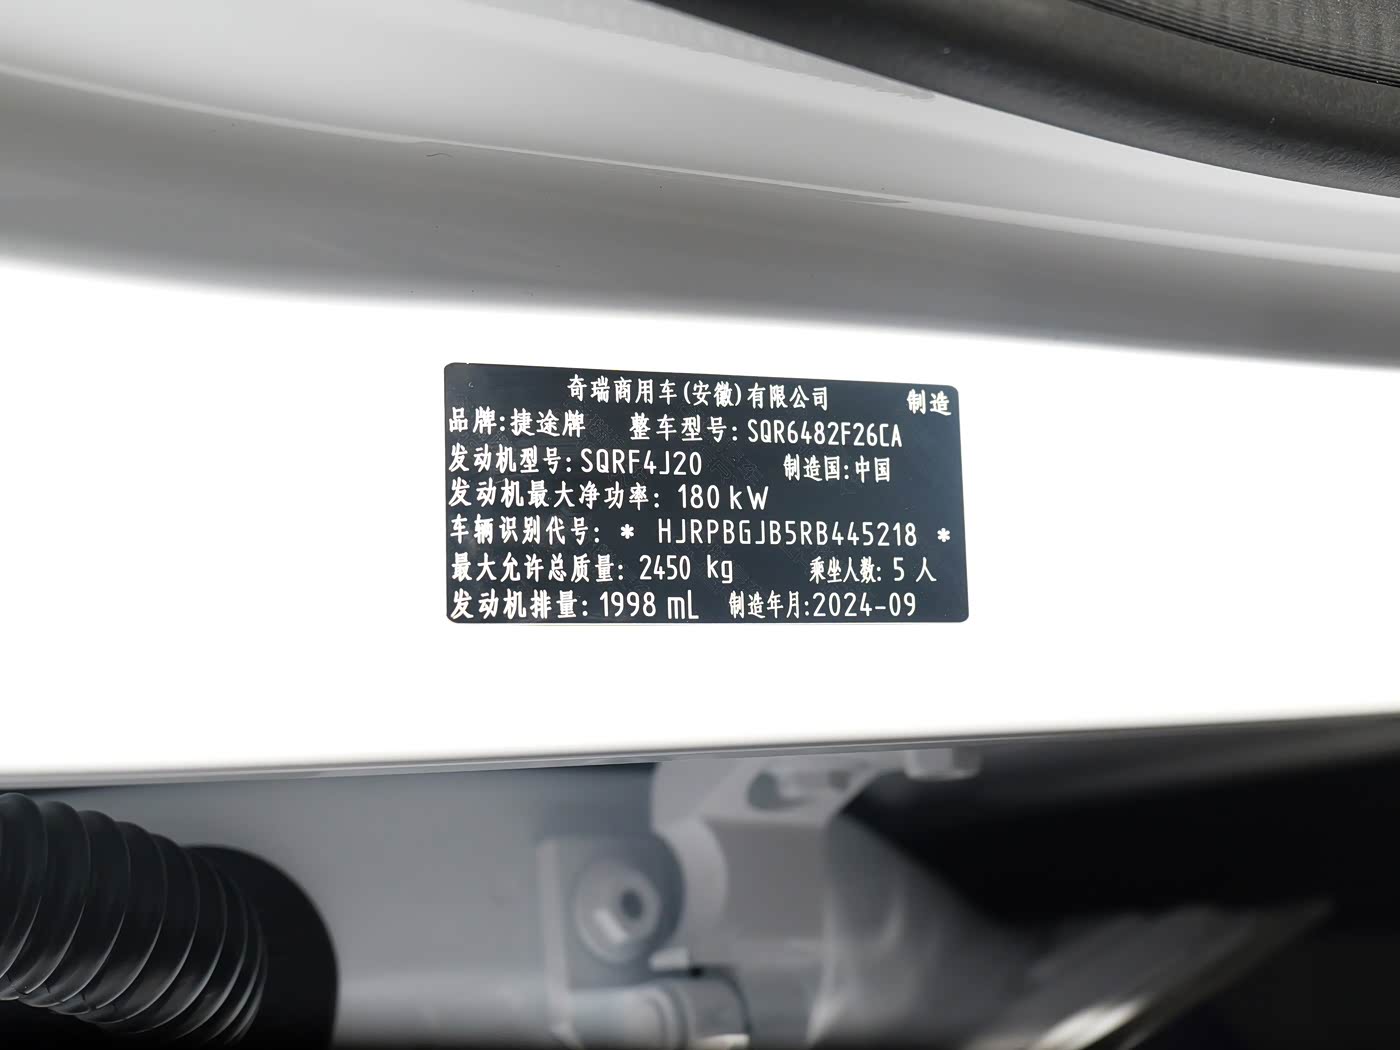 奇瑞商用车(安徽)有限公司 制造
品牌:捷途牌 整车型号:SQR6482F26CA
发动机型号:SQRF4J20 制造国:中国
发动机最大净功率: 180 kW
车辆识别代号: * HJRPBGJB5RB445218 *
最大允许总质量: 2450 kg 乘坐人数: 5 人
发动机排量: 1998 mL 制造年月:2024-09